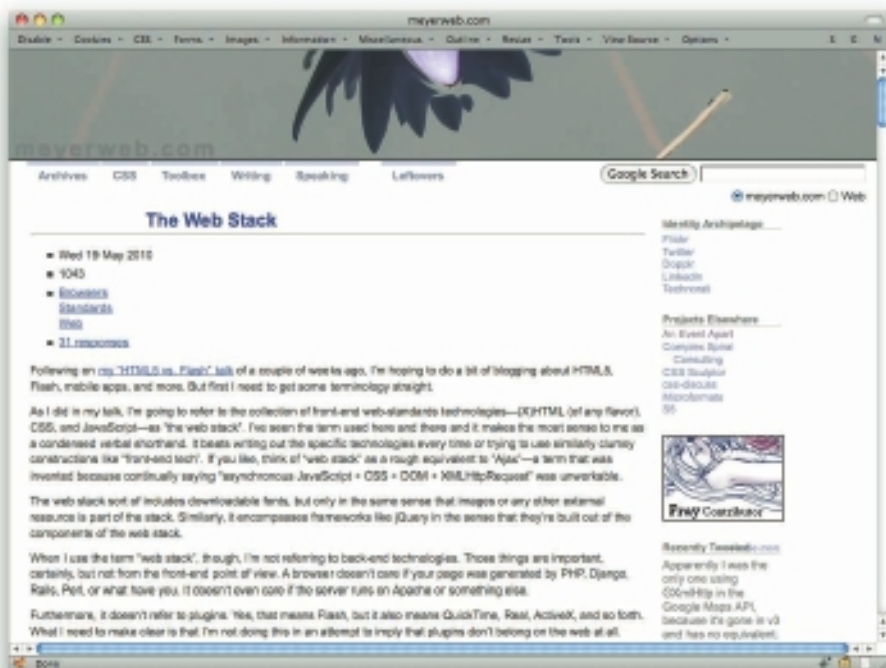 meyerweb.com
Disable Cookies CSS Forms Images Information Miscellaneous Outline Resize Tools View Source Options
meyerweb.com
Archives CSS Toolbox Writing Speaking Leftovers
Google Search
meyerweb.com Web
The Web Stack
Wed 19 May 2010
1043
Browsers
Standards
Web
31 responses
Following on my "HTML5 vs. Flash" talk of a couple of weeks ago, I'm hoping to do a bit of blogging about HTML5,
Flash, mobile apps, and more. But first I need to get some terminology straight.
As I did in my talk, I'm going to refer to the collection of front-end web-standards technologies—(X)HTML (of any flavor),
CSS, and JavaScript—as "the web stack". I've seen the term used here and there and it makes the most sense to me as
a condensed verbal shorthand. It beats writing out the specific technologies every time or trying to use similarly clumsy
constructions like "front-end tech". If you like, think of "web stack" as a rough equivalent to "Ajax"—a term that was
invented because continually saying "asynchronous JavaScript + CSS + DOM + XMLHttpRequest" was unworkable.
The web stack sort of includes downloadable fonts, but only in the same sense that images or any other external
resource is part of the stack. Similarly, it encompasses frameworks like jQuery in the sense that they're built out of the
components of the web stack.
When I use the term "web stack", though, I'm not referring to back-end technologies. Those things are important,
certainly, but not from the front-end point of view. A browser doesn't care if your page was generated by PHP, Django,
Rails, Perl, or what have you. It doesn't even care if the server runs on Apache or something else.
Furthermore, it doesn't refer to plugins. Yes, that means Flash, but it also means QuickTime, Real, ActiveX, and so forth.
What I need to make clear is that I'm not doing this in an attempt to imply that plugins don't belong on the web at all.
Identity Archipelago
Flickr
Twitter
Dopplr
LinkedIn
Technorati
Projects Elsewhere
An Event Apart
Complex Spiral
Consulting
CSS Sculptor
css-discuss
Microformats
S5
Fray Contributor
Recently Tweeted
Apparently I was the
only one using
GXmlHttp in the
Google Maps API,
because it's gone in v3
and has no equivalent.
Done